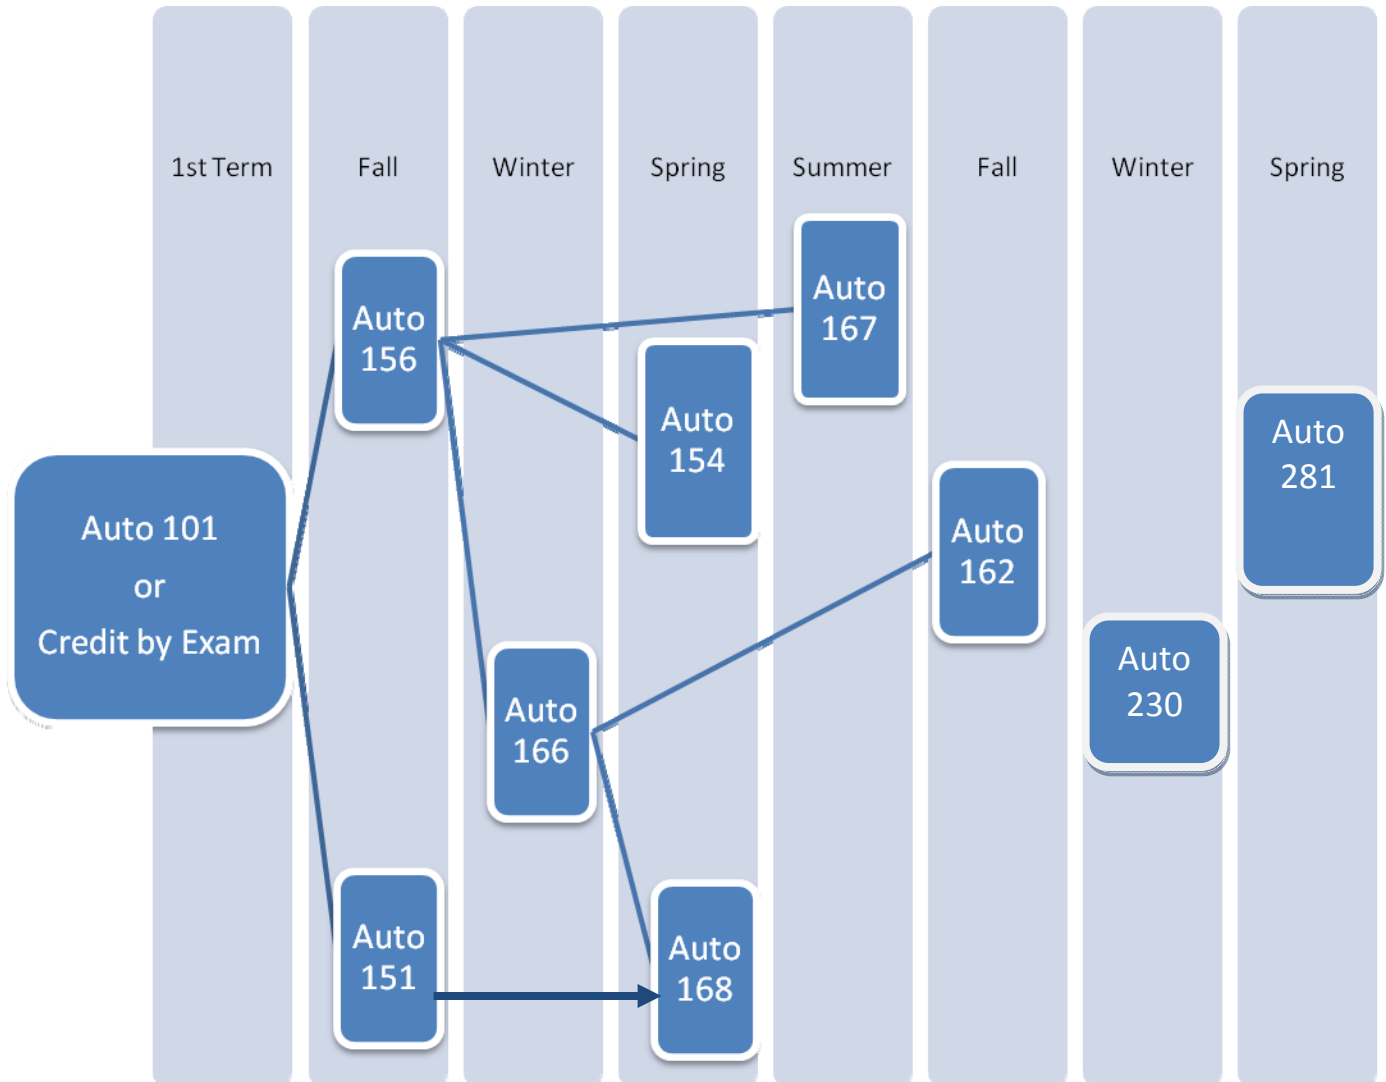 1st Term
Fall
Winter
Spring
Summer
Fall
Winter
Spring
Auto 101
or
Credit by Exam
Auto
156
Auto
151
Auto
166
Auto
154
Auto
168
Auto
167
Auto
162
Auto
230
Auto
281